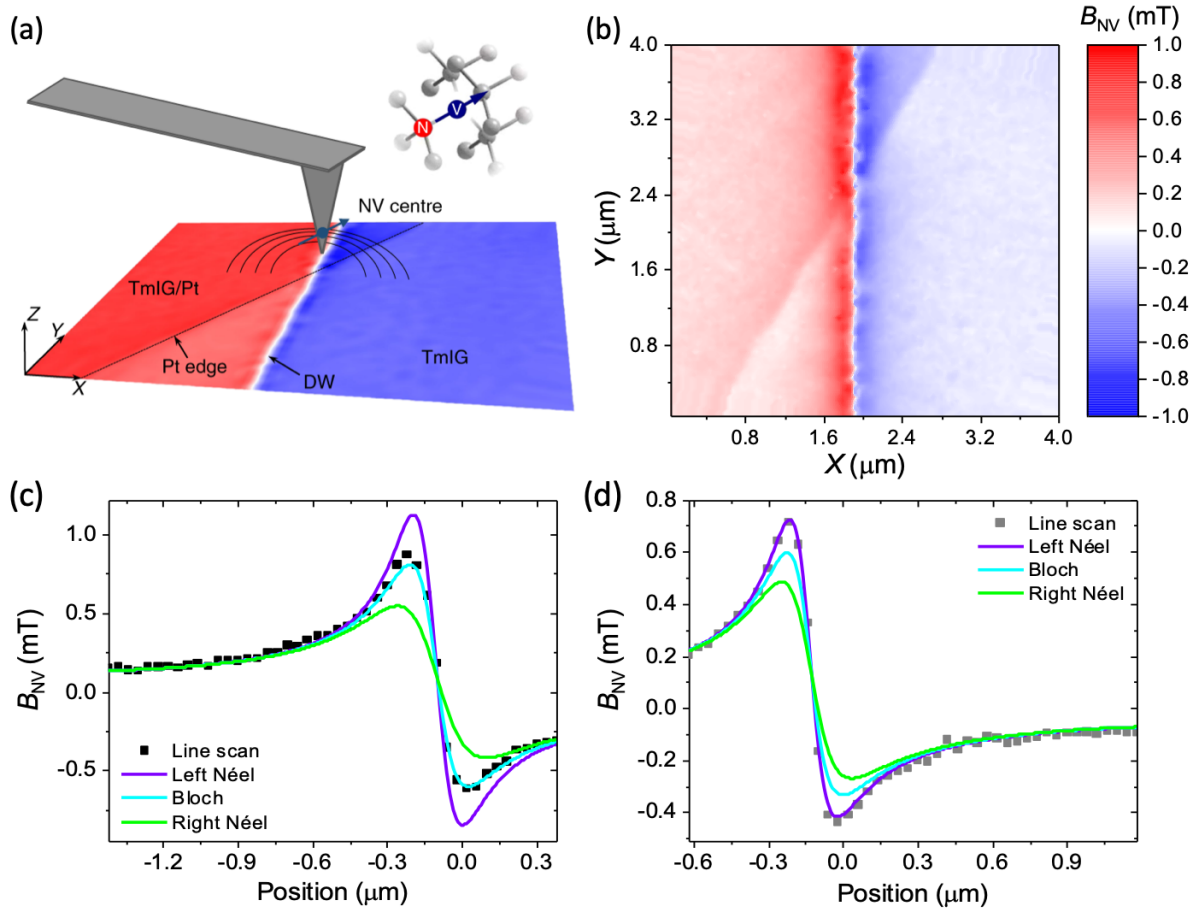 (a)
N
V
NV centre
TmIG/Pt
Z
Y
X
Pt edge
DW
TmIG
(b)
B_NV (mT)
4.0
3.2
2.4
1.6
0.8
Y (μm)
0.8
1.6
2.4
3.2
4.0
X (μm)
1.0
0.8
0.6
0.4
0.2
0.0
-0.2
-0.4
-0.6
-0.8
-1.0
(c)
1.0
0.5
0.0
-0.5
B_NV (mT)
Line scan
Left Néel
Bloch
Right Néel
-1.2
-0.9
-0.6
-0.3
0.0
0.3
Position (μm)
(d)
0.8
0.6
0.4
0.2
0.0
-0.2
-0.4
B_NV (mT)
Line scan
Left Néel
Bloch
Right Néel
-0.6
-0.3
0.0
0.3
0.6
0.9
Position (μm)